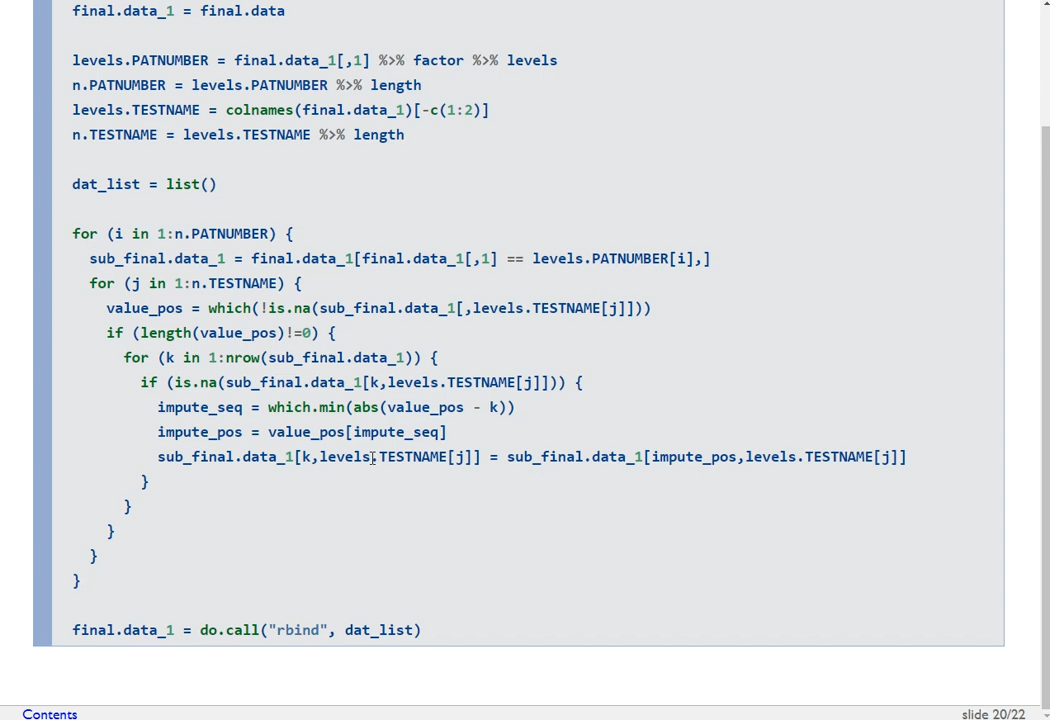 final.data_1 = final.data
levels.PATNUMBER = final.data_1[,1] %>% factor %>% levels
n.PATNUMBER = levels.PATNUMBER %>% length
levels.TESTNAME = colnames(final.data_1)[-c(1:2)]
n.TESTNAME = levels.TESTNAME %>% length
dat_list = list()
for (i in 1:n.PATNUMBER) {
  sub_final.data_1 = final.data_1[final.data_1[,1] == levels.PATNUMBER[i],]
  for (j in 1:n.TESTNAME) {
    value_pos = which(!is.na(sub_final.data_1[,levels.TESTNAME[j]]))
    if (length(value_pos)!=0) {
      for (k in 1:nrow(sub_final.data_1)) {
        if (is.na(sub_final.data_1[k,levels.TESTNAME[j]])) {
          impute_seq = which.min(abs(value_pos - k))
          impute_pos = value_pos[impute_seq]
          sub_final.data_1[k,levels.TESTNAME[j]] = sub_final.data_1[impute_pos,levels.TESTNAME[j]]
        }
      }
    }
  }
}
final.data_1 = do.call("rbind", dat_list)
Contents
slide 20/22